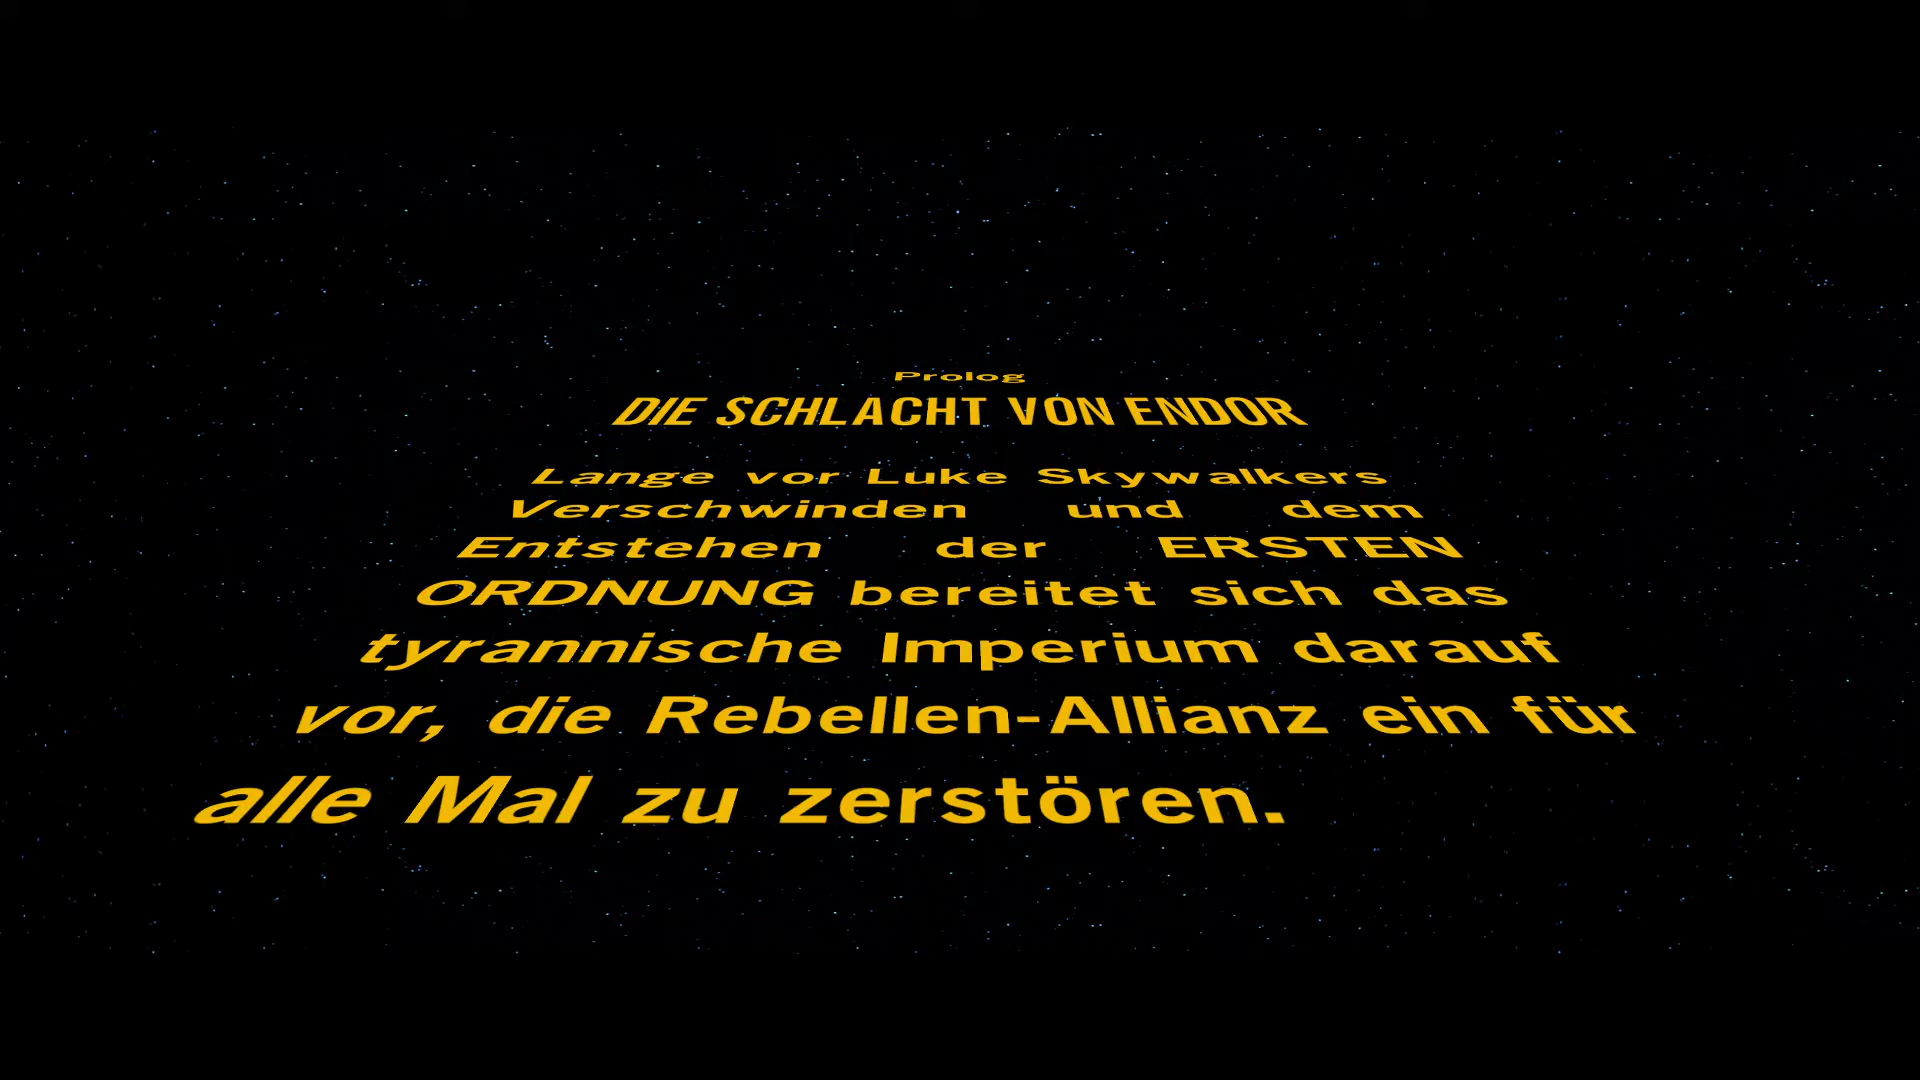 Prolog
DIE SCHLACHT VON ENDOR
Lange vor Luke Skywalkers
Verschwinden und dem
Entstehen der ERSTEN
ORDNUNG bereitet sich das
tyrannische Imperium darauf
vor, die Rebellen-Allianz ein für
alle Mal zu zerstören.